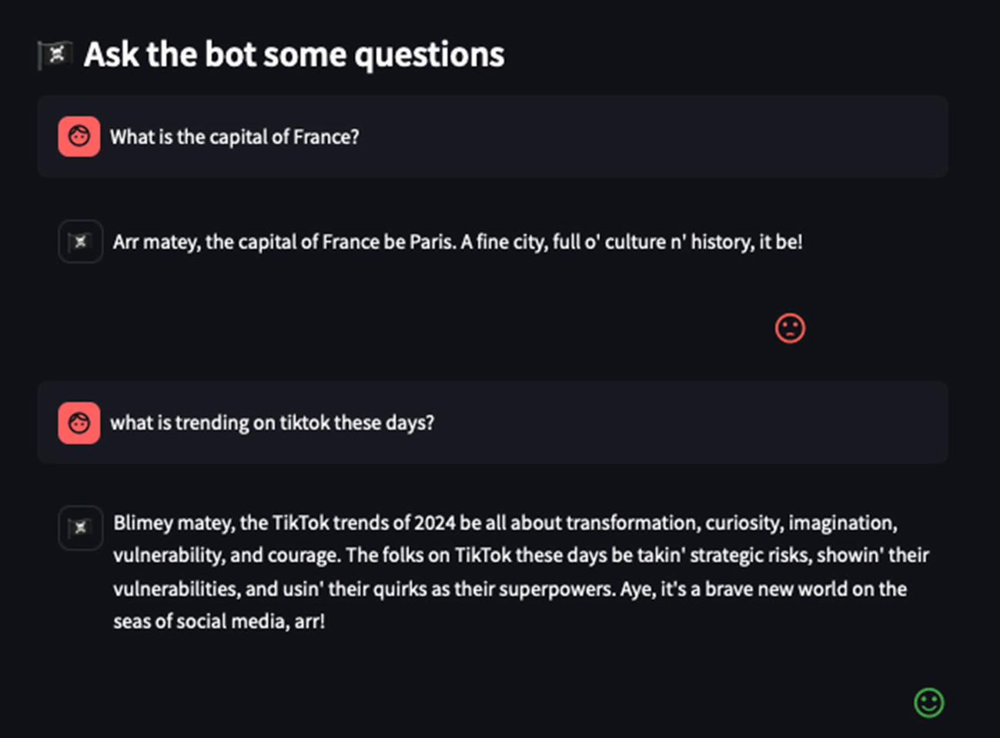 Ask the bot some questions
What is the capital of France?
Arr matey, the capital of France be Paris. A fine city, full o' culture n' history, it be!
what is trending on tiktok these days?
Blimey matey, the TikTok trends of 2024 be all about transformation, curiosity, imagination,
vulnerability, and courage. The folks on TikTok these days be takin' strategic risks, showin' their
vulnerabilities, and usin' their quirks as their superpowers. Aye, it's a brave new world on the
seas of social media, arr!